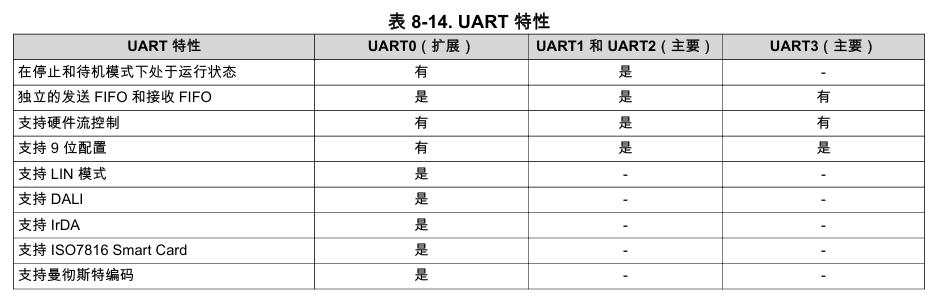 表 8-14. UART 特性
UART 特性 UART0（扩展） UART1 和 UART2（主要） UART3（主要）
在停止和待机模式下处于运行状态 有 是 -
独立的发送 FIFO 和接收 FIFO 是 是 有
支持硬件流控制 有 是 有
支持 9 位配置 有 是 是
支持 LIN 模式 是 - -
支持 DALI 是 - -
支持 IrDA 是 - -
支持 ISO7816 Smart Card 是 - -
支持曼彻斯特编码 是 - -